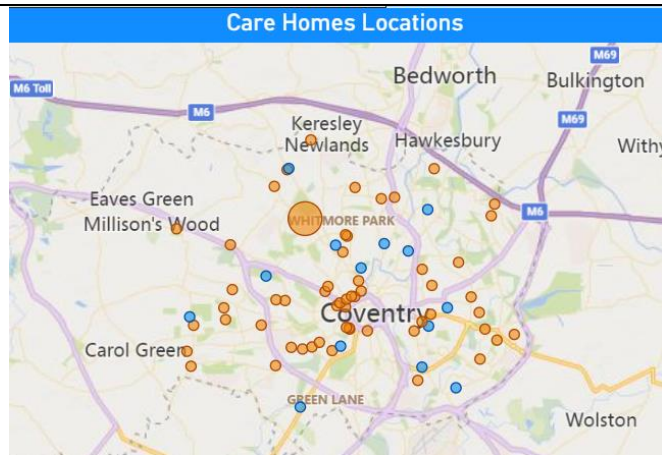 Care Homes Locations
M69
Bedworth
Bulkington
M6 Toll
M6
Keresley
Newlands
Hawkesbury
M69
Withy
Eaves Green
Millison's Wood
WHITMORE PARK
M6
Coventry
Carol Green
GREEN LANE
Wolston